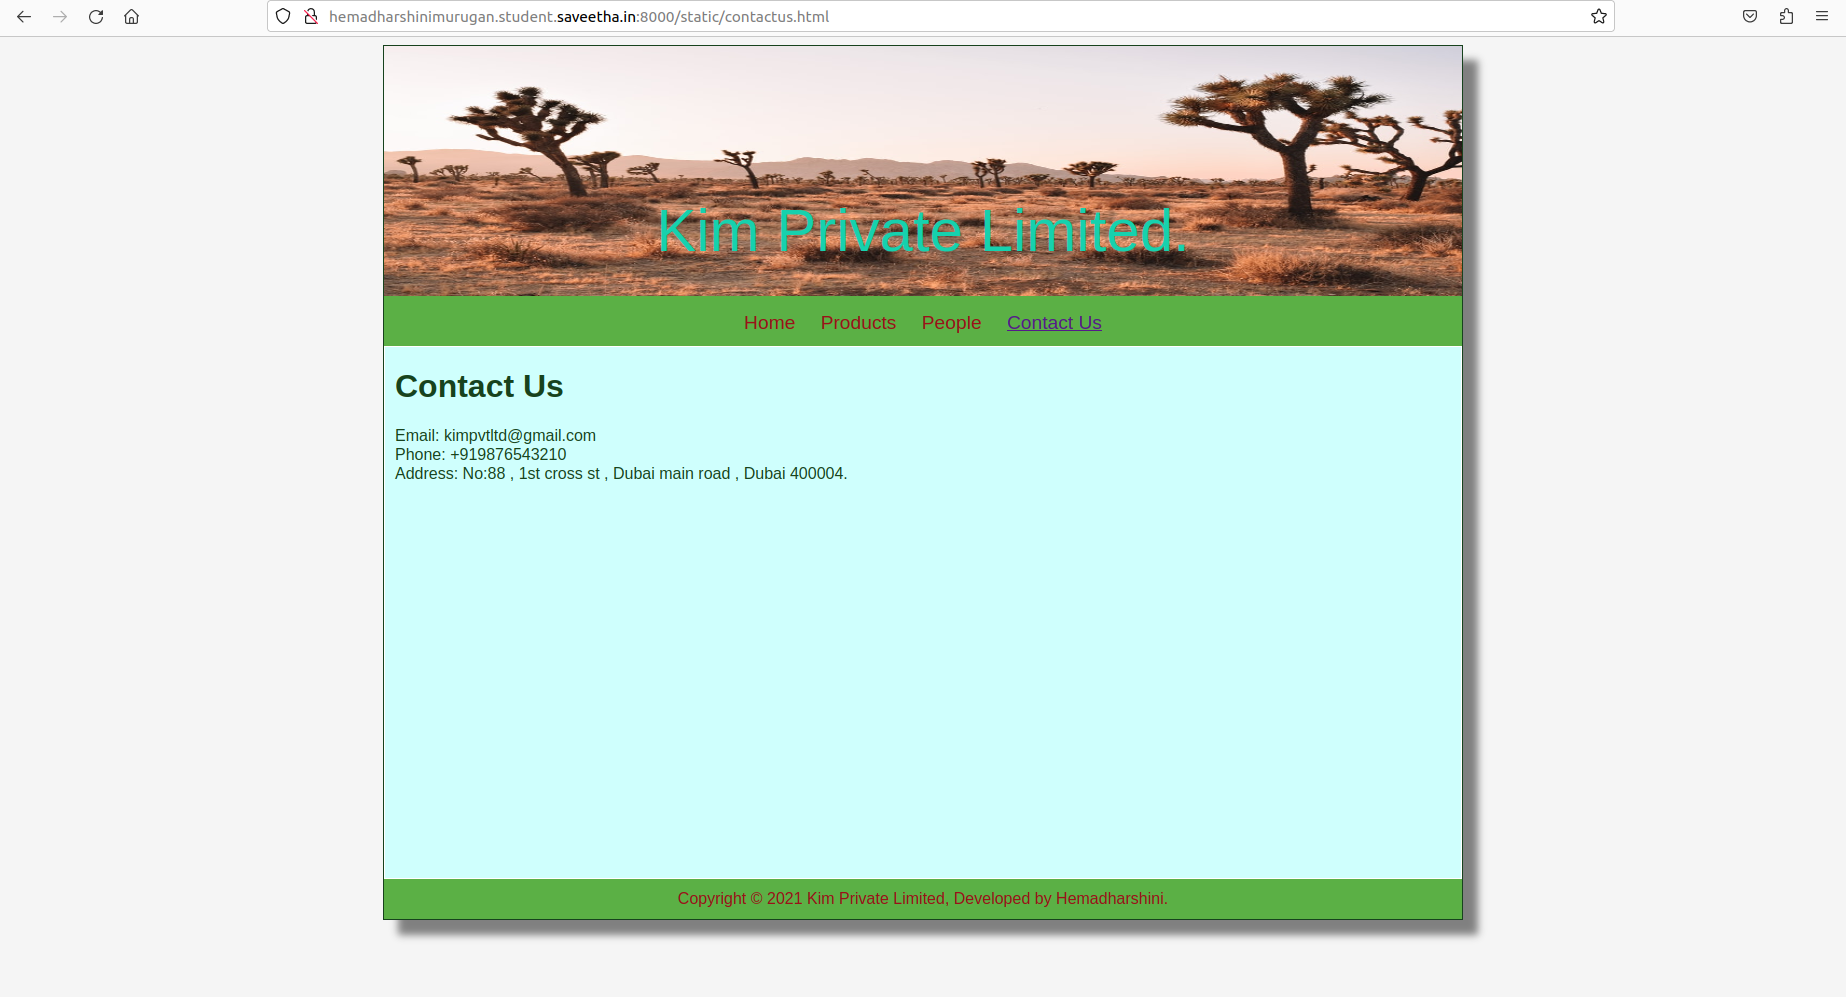 hemadharshinimurugan.student.saveetha.in:8000/static/contactus.html
Kim Private Limited.
Home Products People Contact Us
Contact Us
Email: kimpvtltd@gmail.com
Phone: +919876543210
Address: No:88 , 1st cross st , Dubai main road , Dubai 400004.
Copyright © 2021 Kim Private Limited, Developed by Hemadharshini.